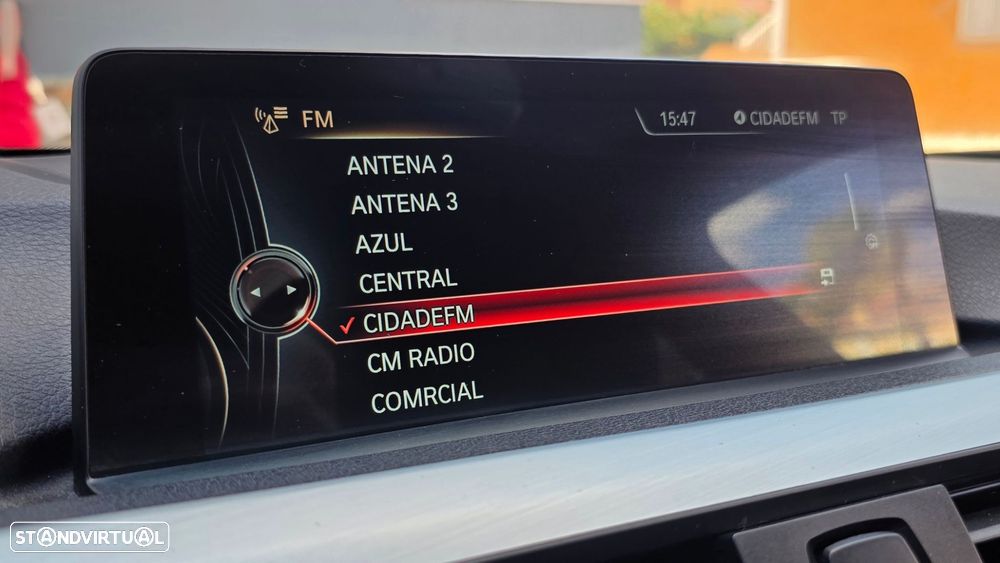 FM
15:47 CIDADEFM TP
ANTENA 2
ANTENA 3
AZUL
CENTRAL
CIDADEFM
CM RADIO
COMRCIAL
STANDVIRTUAL